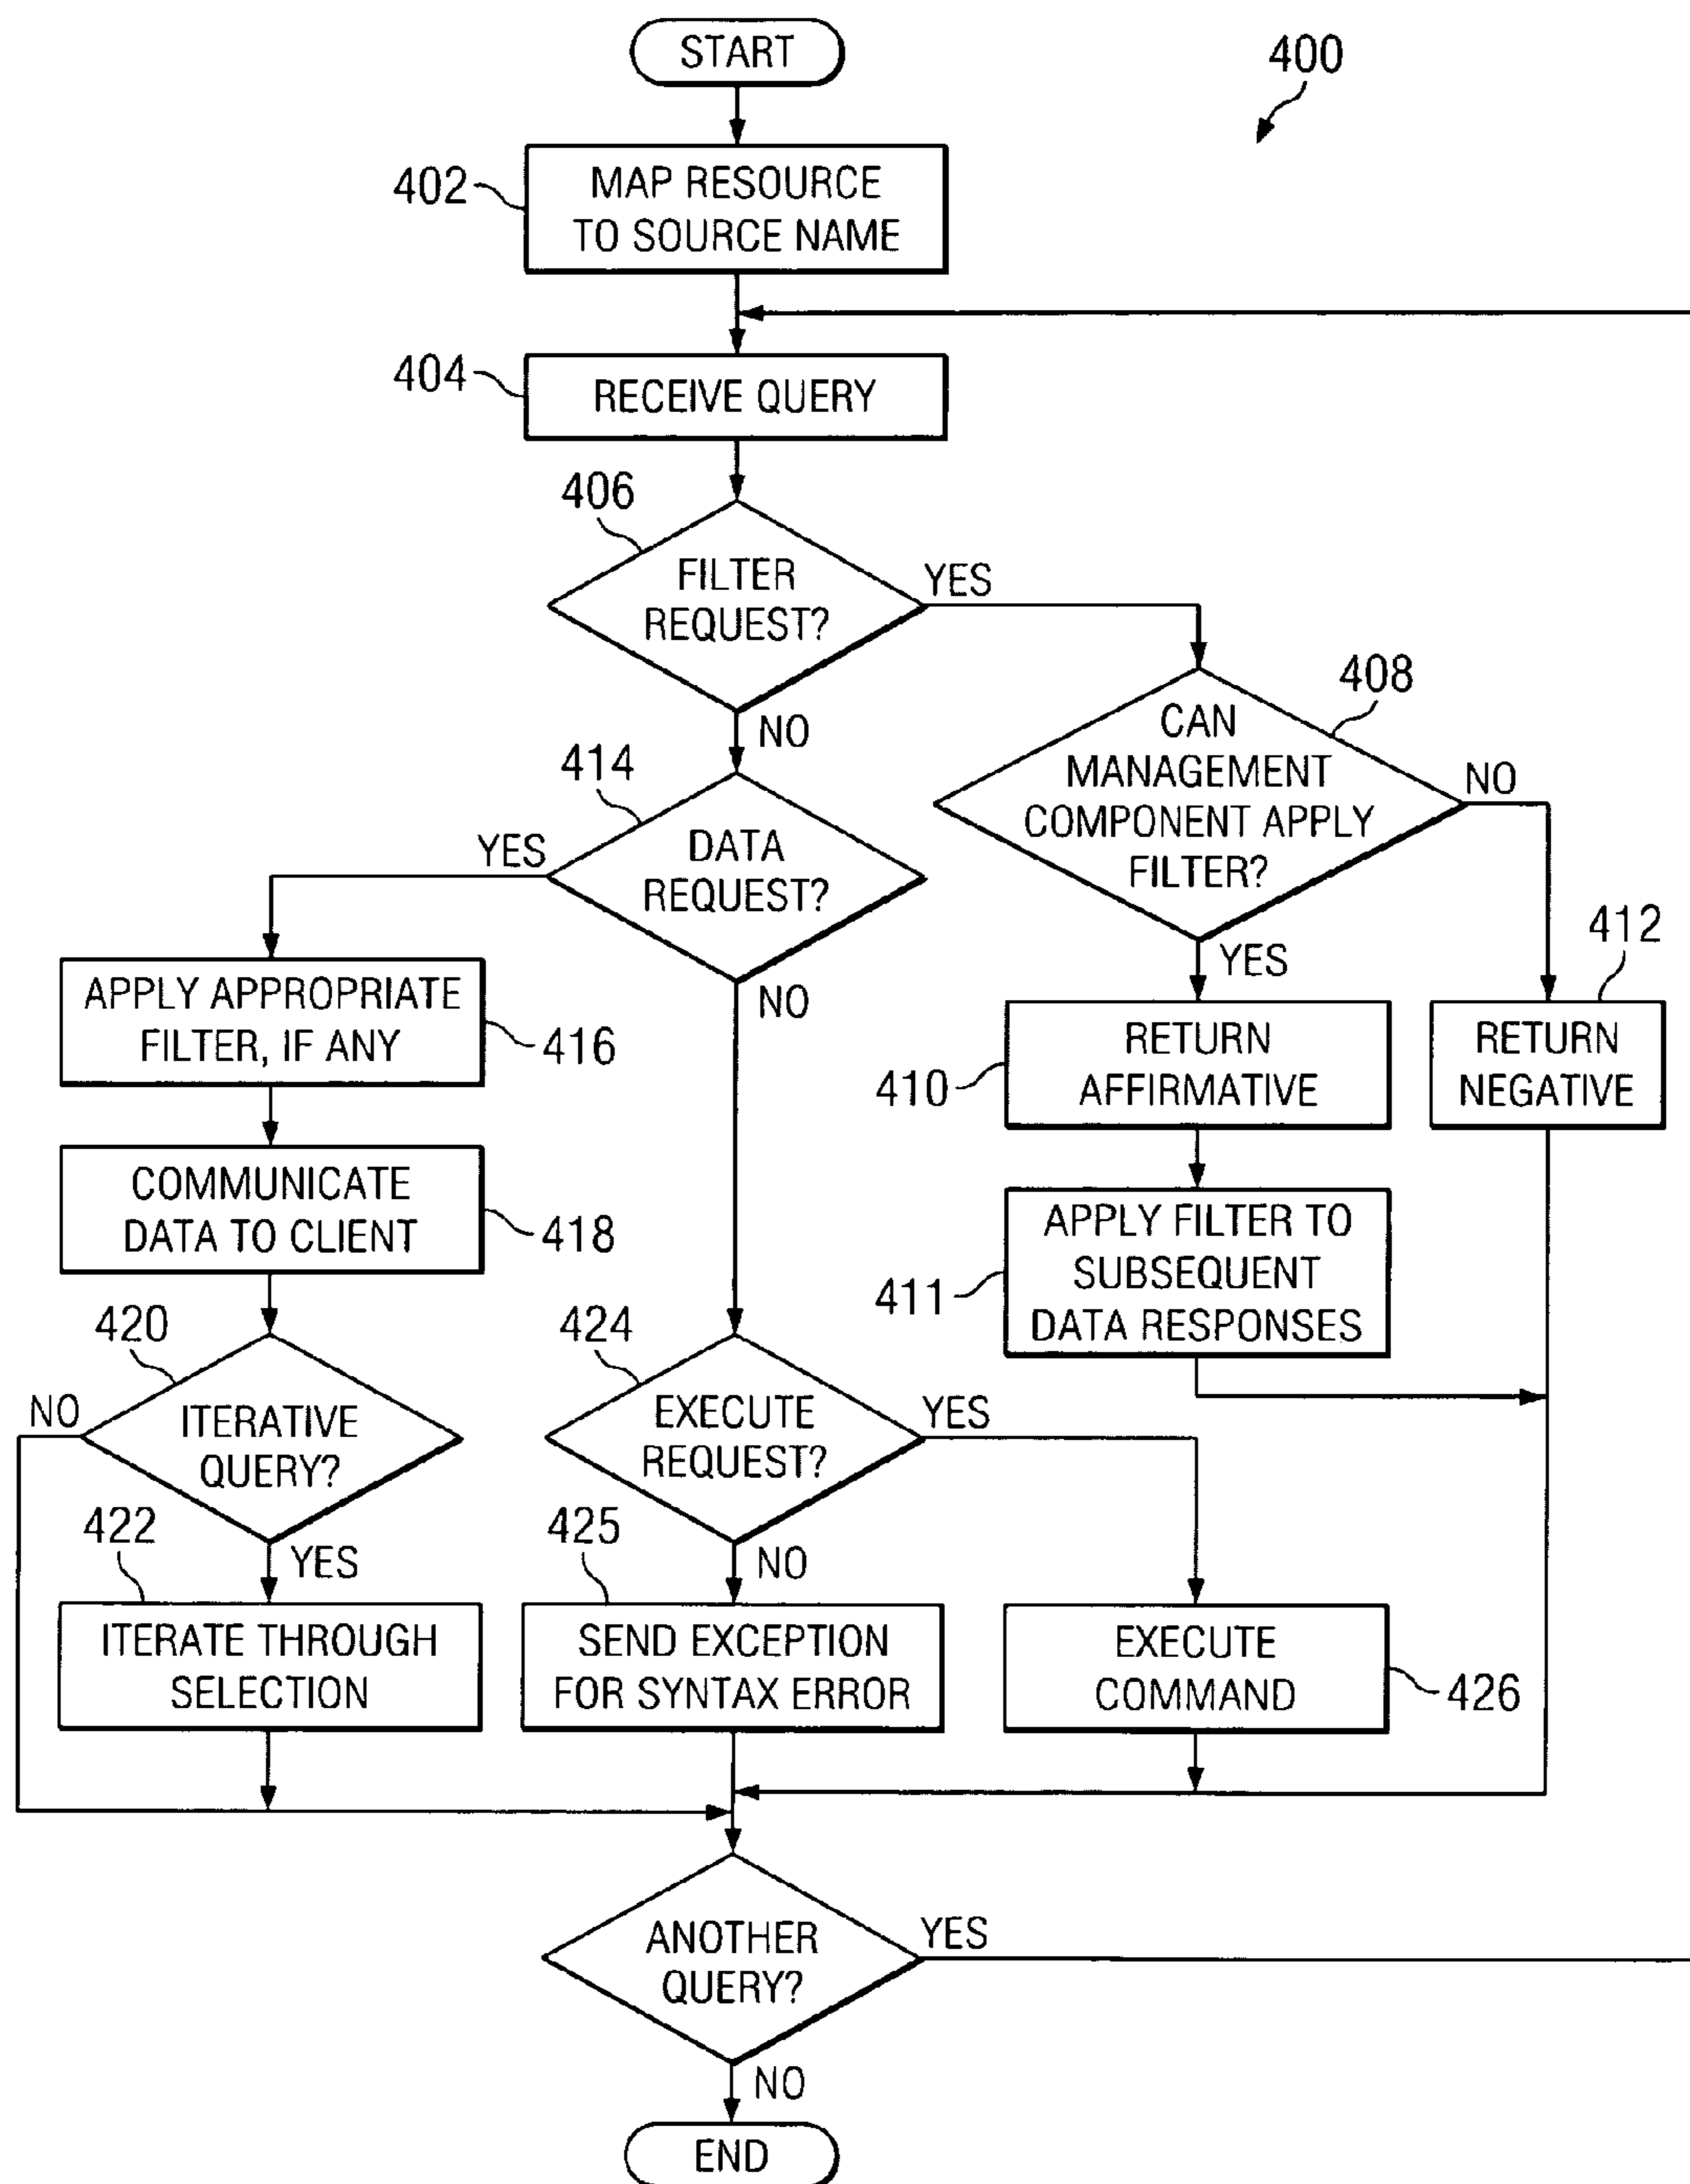 START
400
402
MAP RESOURCE
TO SOURCE NAME
404
RECEIVE QUERY
406
FILTER
REQUEST?
YES
NO
408
CAN
MANAGEMENT
COMPONENT APPLY
FILTER?
NO
YES
414
DATA
REQUEST?
YES
NO
412
RETURN
NEGATIVE
APPLY APPROPRIATE
FILTER, IF ANY
416
410
RETURN
AFFIRMATIVE
COMMUNICATE
DATA TO CLIENT
418
411
APPLY FILTER TO
SUBSEQUENT
DATA RESPONSES
420
ITERATIVE
QUERY?
NO
YES
424
EXECUTE
REQUEST?
YES
NO
422
ITERATE THROUGH
SELECTION
425
SEND EXCEPTION
FOR SYNTAX ERROR
EXECUTE
COMMAND
426
ANOTHER
QUERY?
YES
NO
END